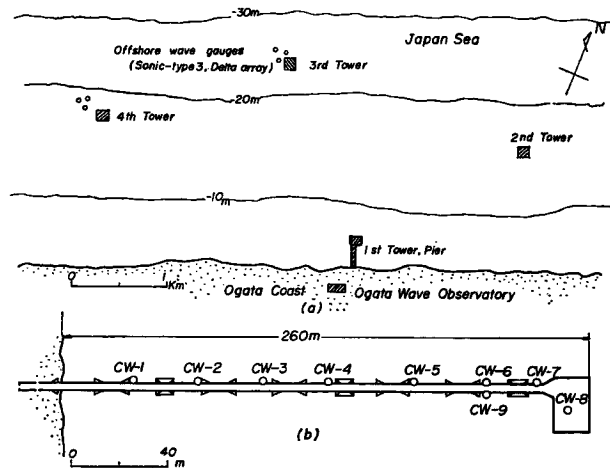 -30m
Offshore wave gauges
(Sonic-type 3, Delta array)
3rd Tower
Japan Sea
N
-20m
4th Tower
2nd Tower
-10m
1st Tower, Pier
0 1
Km
Ogata Coast
Ogata Wave Observatory
(a)
260m
CW-1 CW-2 CW-3 CW-4 CW-5 CW-6 CW-7
CW-8
CW-9
(b)
0 40
m